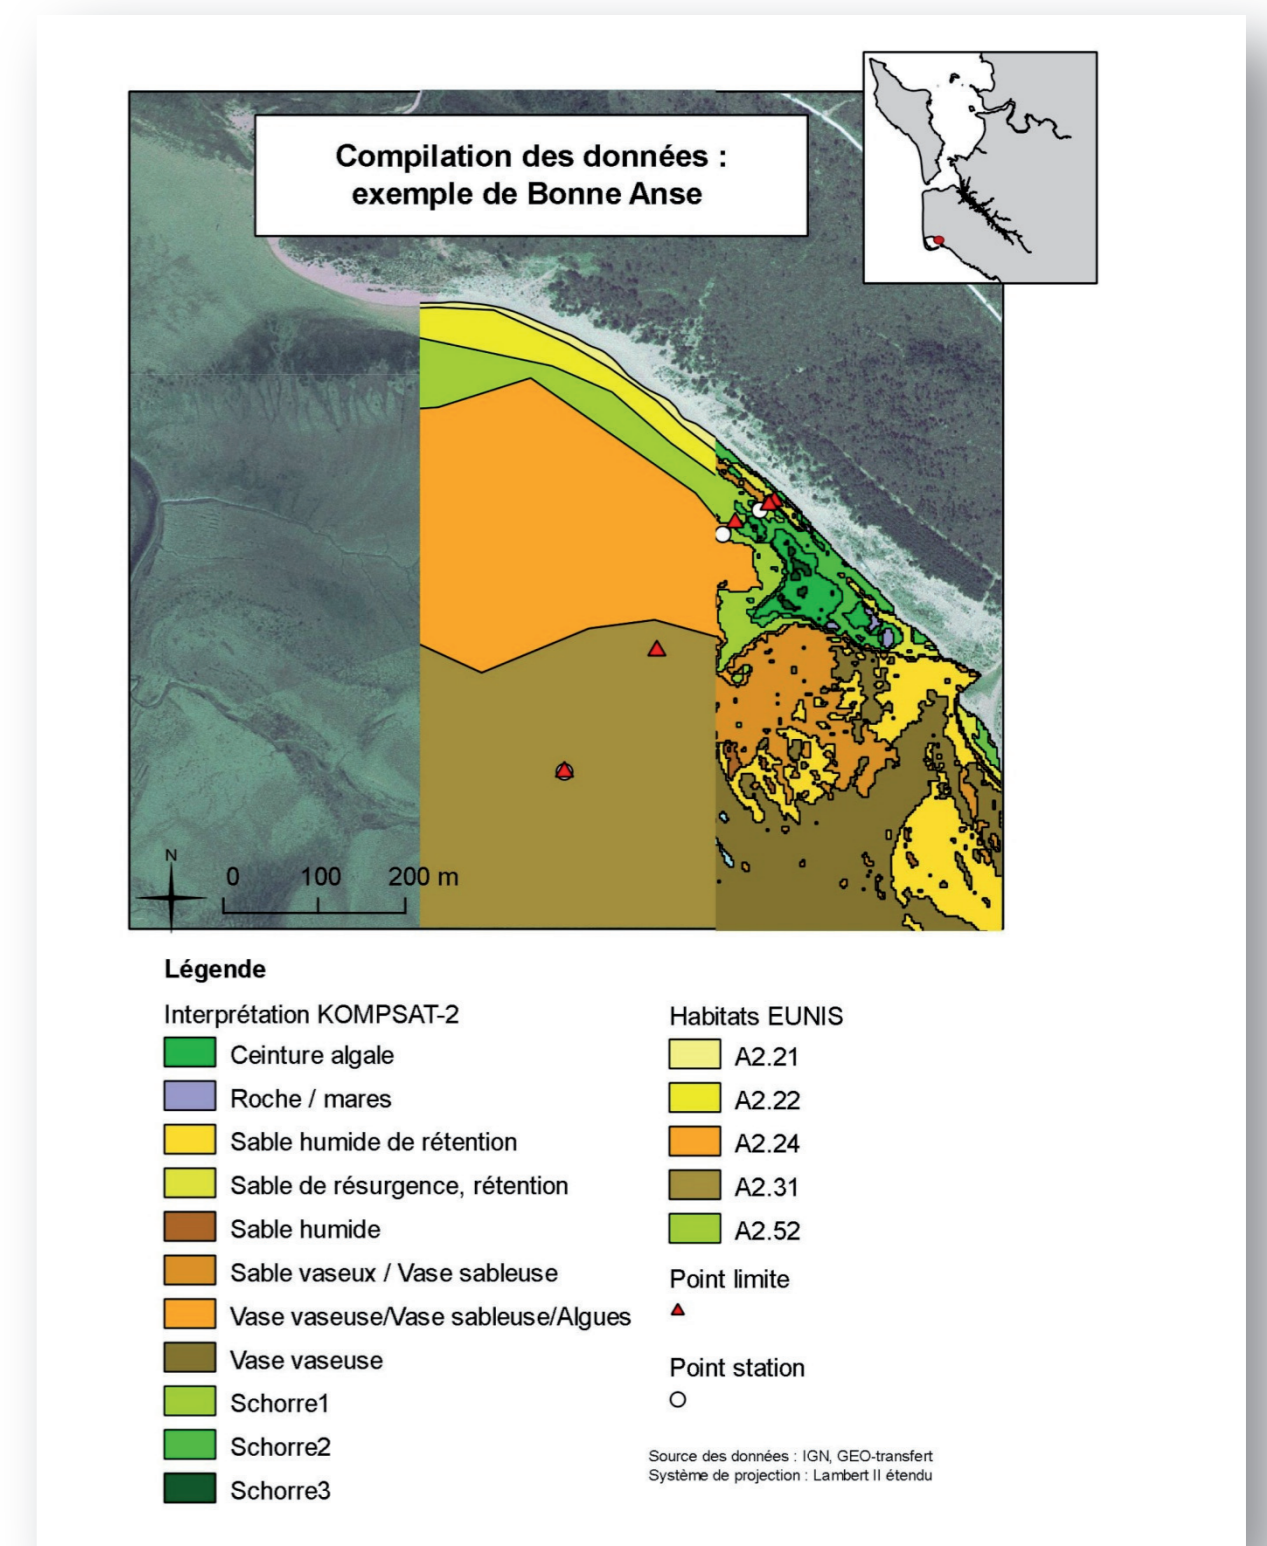 Compilation des données :
exemple de Bonne Anse
N
0 100 200 m
Légende
Interprétation KOMPSAT-2
Ceinture algale
Roche / mares
Sable humide de rétention
Sable de résurgence, rétention
Sable humide
Sable vaseux / Vase sableuse
Vase vaseuse/Vase sableuse/Algues
Vase vaseuse
Schorre1
Schorre2
Schorre3
Habitats EUNIS
A2.21
A2.22
A2.24
A2.31
A2.52
Point limite
Point station
Source des données : IGN, GEO-transfert
Système de projection : Lambert II étendu